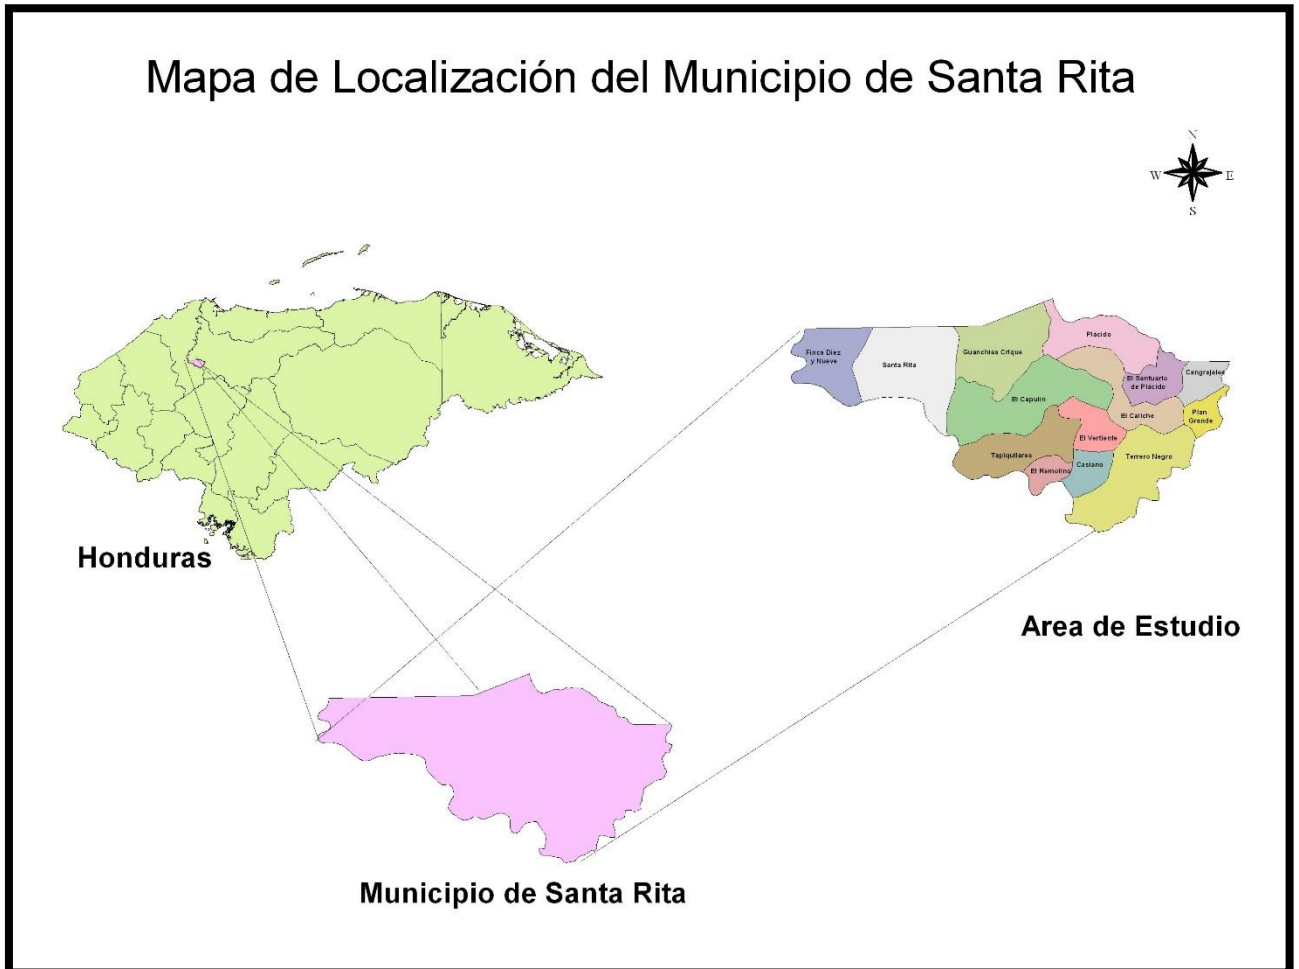 Mapa de Localización del Municipio de Santa Rita
N
W
E
S
Finca Diez
y Nueve
Santa Rita
Guanchias Crique
Plácido
El Santuario
de Plácido
Cangrejales
El Capulin
El Caliche
Plan
Grande
El Vertiente
Tapiquilares
El Remolino
Casiano
Terrero Negro
Honduras
Area de Estudio
Municipio de Santa Rita